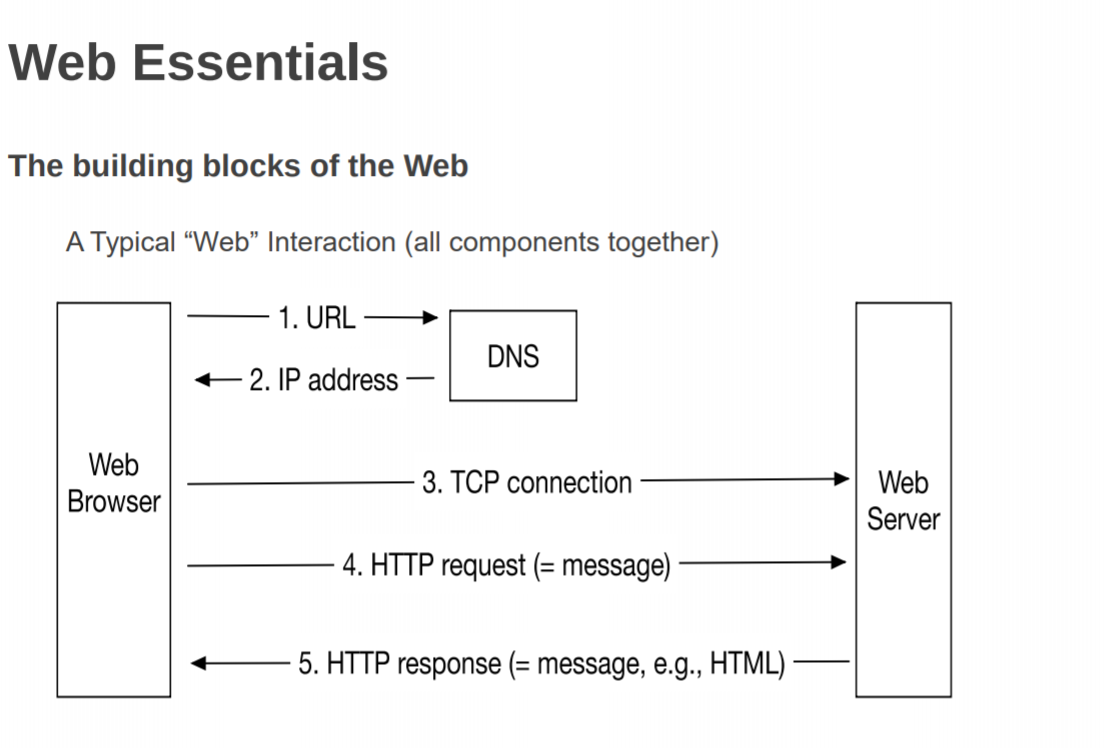 Web Essentials
The building blocks of the Web
A Typical “Web” Interaction (all components together)
1. URL
DNS
2. IP address
Web
Browser
3. TCP connection
Web
Server
4. HTTP request (= message)
5. HTTP response (= message, e.g., HTML)